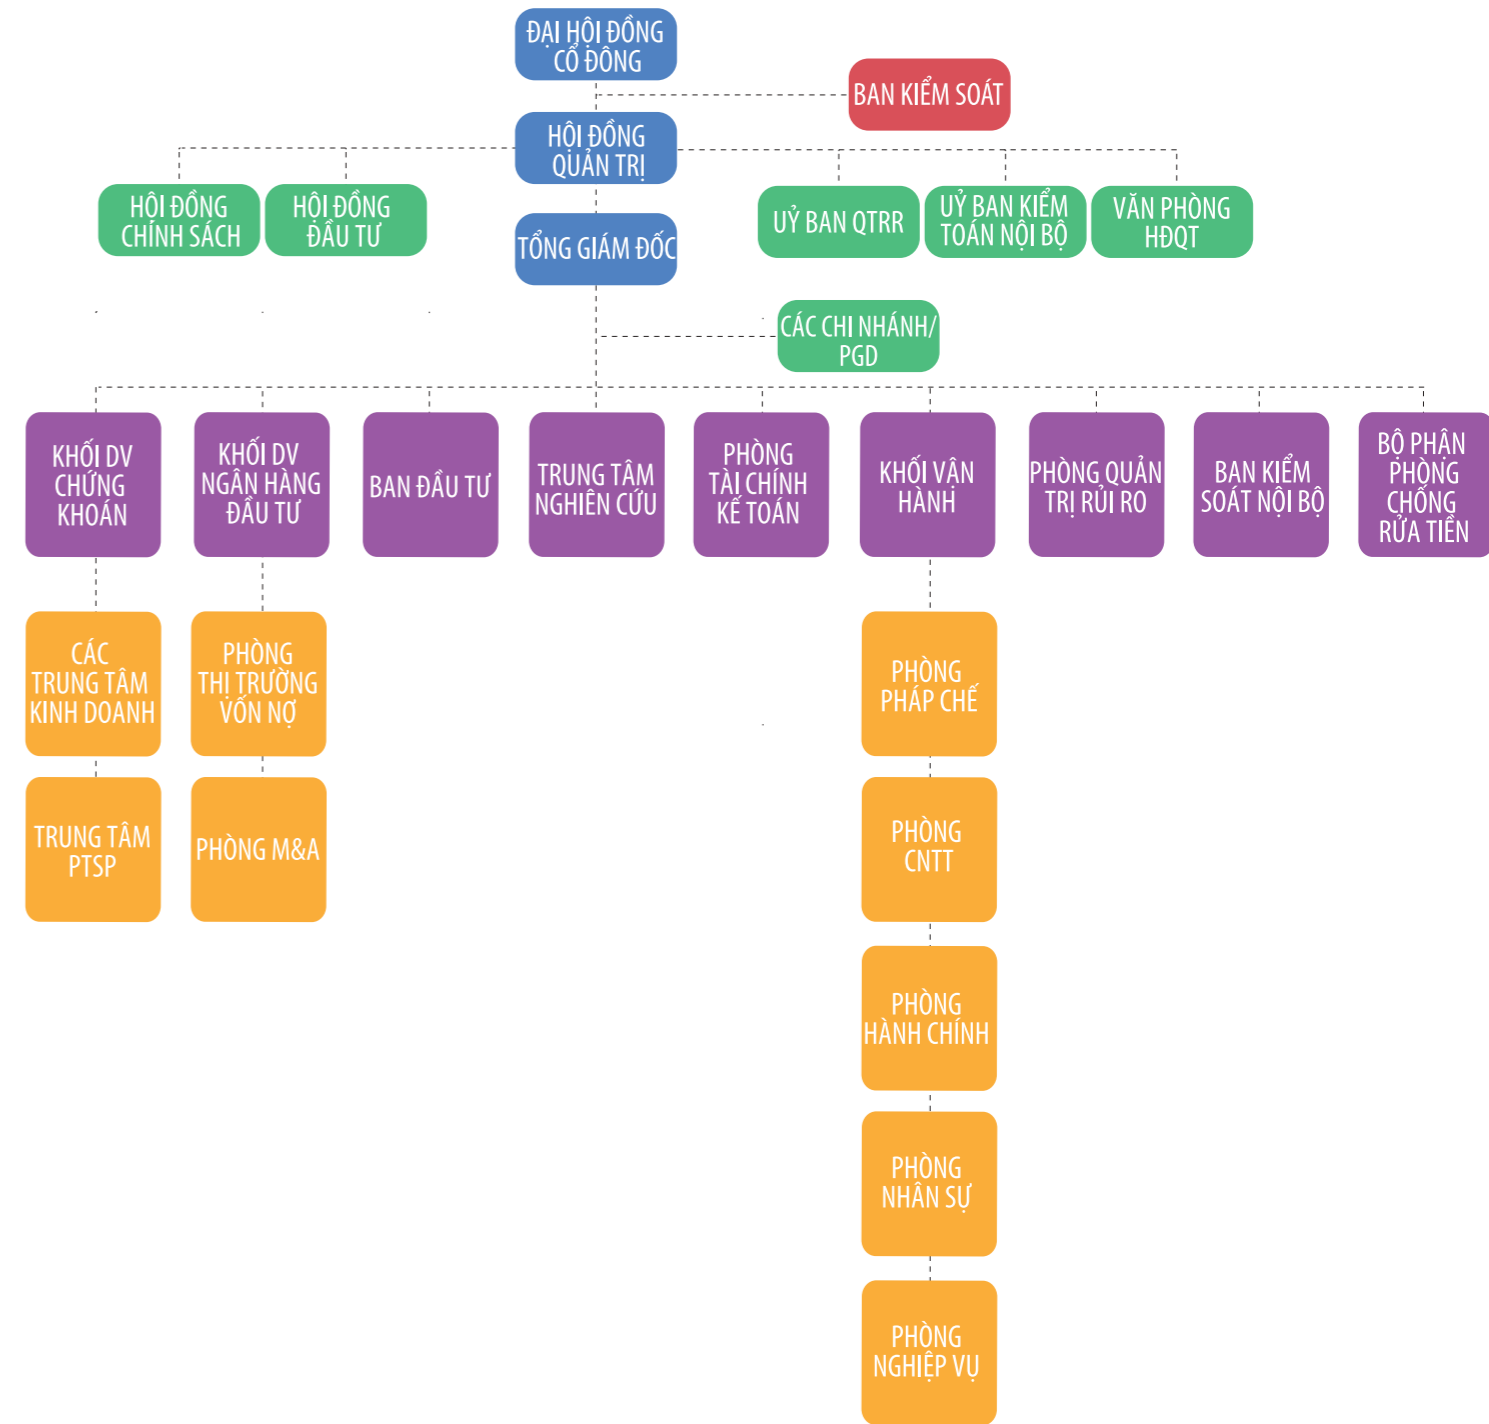 ĐẠI HỘI ĐỒNG
CỔ ĐÔNG
BAN KIỂM SOÁT
HỘI ĐỒNG
QUẢN TRỊ
HỘI ĐỒNG
CHÍNH SÁCH
HỘI ĐỒNG
ĐẦU TƯ
TỔNG GIÁM ĐỐC
UỶ BAN QTRR
UỶ BAN KIỂM
TOÁN NỘI BỘ
VĂN PHÒNG
HĐQT
CÁC CHI NHÁNH/
PGD
KHỐI DV
CHỨNG
KHOÁN
KHỐI DV
NGÂN HÀNG
ĐẦU TƯ
BAN ĐẦU TƯ
TRUNG TÂM
NGHIÊN CỨU
PHÒNG
TÀI CHÍNH
KẾ TOÁN
KHỐI VẬN
HÀNH
PHÒNG QUẢN
TRỊ RỦI RO
BAN KIỂM
SOÁT NỘI BỘ
BỘ PHẬN
PHÒNG
CHỐNG
RỬA TIỀN
CÁC
TRUNG TÂM
KINH DOANH
PHÒNG
THỊ TRƯỜNG
VỐN NỢ
PHÒNG
PHÁP CHẾ
TRUNG TÂM
PTSP
PHÒNG M&A
PHÒNG
CNTT
PHÒNG
HÀNH CHÍNH
PHÒNG
NHÂN SỰ
PHÒNG
NGHIỆP VỤ